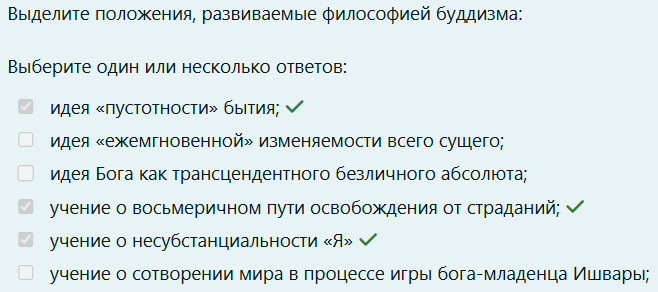 Выделите положения, развиваемые философией буддизма:
Выберите один или несколько ответов:
идея «пустотности» бытия;
идея «ежемгновенной» изменяемости всего сущего;
идея Бога как трансцендентного безличного абсолюта;
учение о восьмеричном пути освобождения от страданий;
учение о несубстанциальности «Я»
учение о сотворении мира в процессе игры бога-младенца Ишвары;